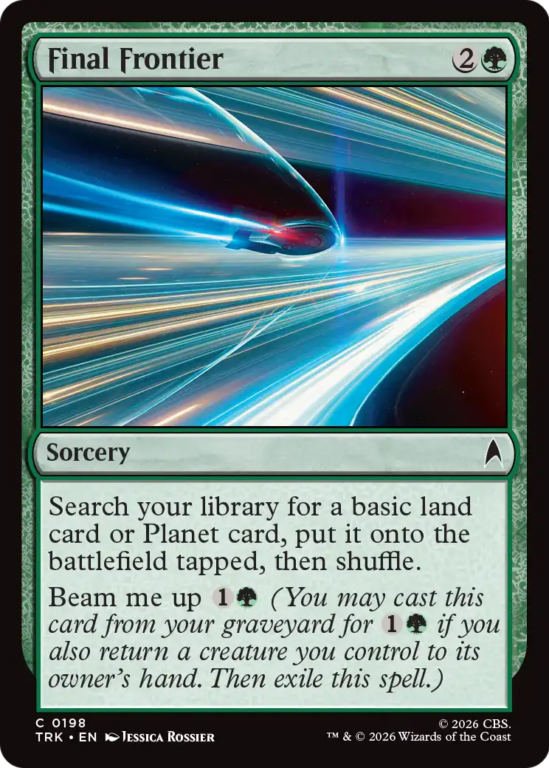 Final Frontier 2
Sorcery
Search your library for a basic land
card or Planet card, put it onto the
battlefield tapped, then shuffle.
Beam me up 1 (You may cast this
card from your graveyard for 1 if you
also return a creature you control to its
owner's hand. Then exile this spell.)
C 0198 © 2026 CBS.
TRK • EN Jessica Rossier ™ & © 2026 Wizards of the Coast